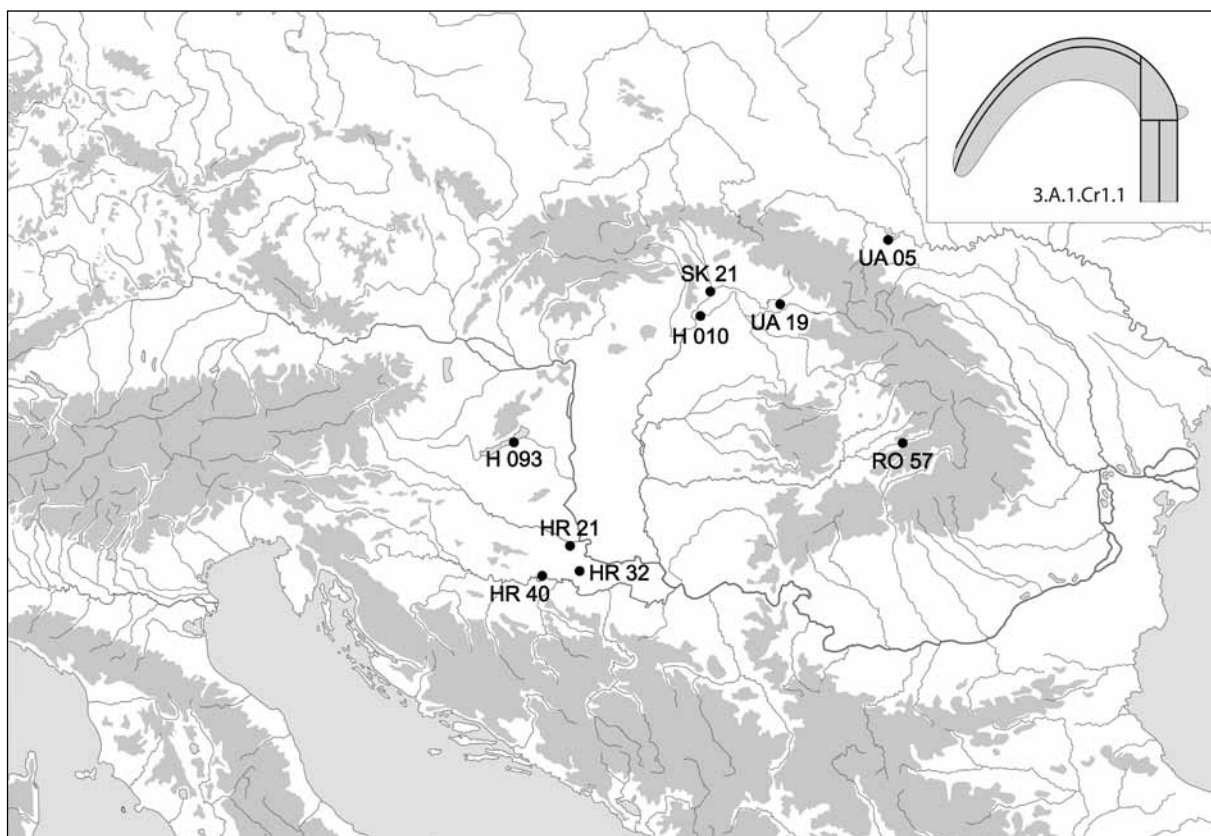 3.A.1.Cr1.1
UA 05
SK 21
UA 19
H 010
H 093
RO 57
HR 21
HR 32
HR 40